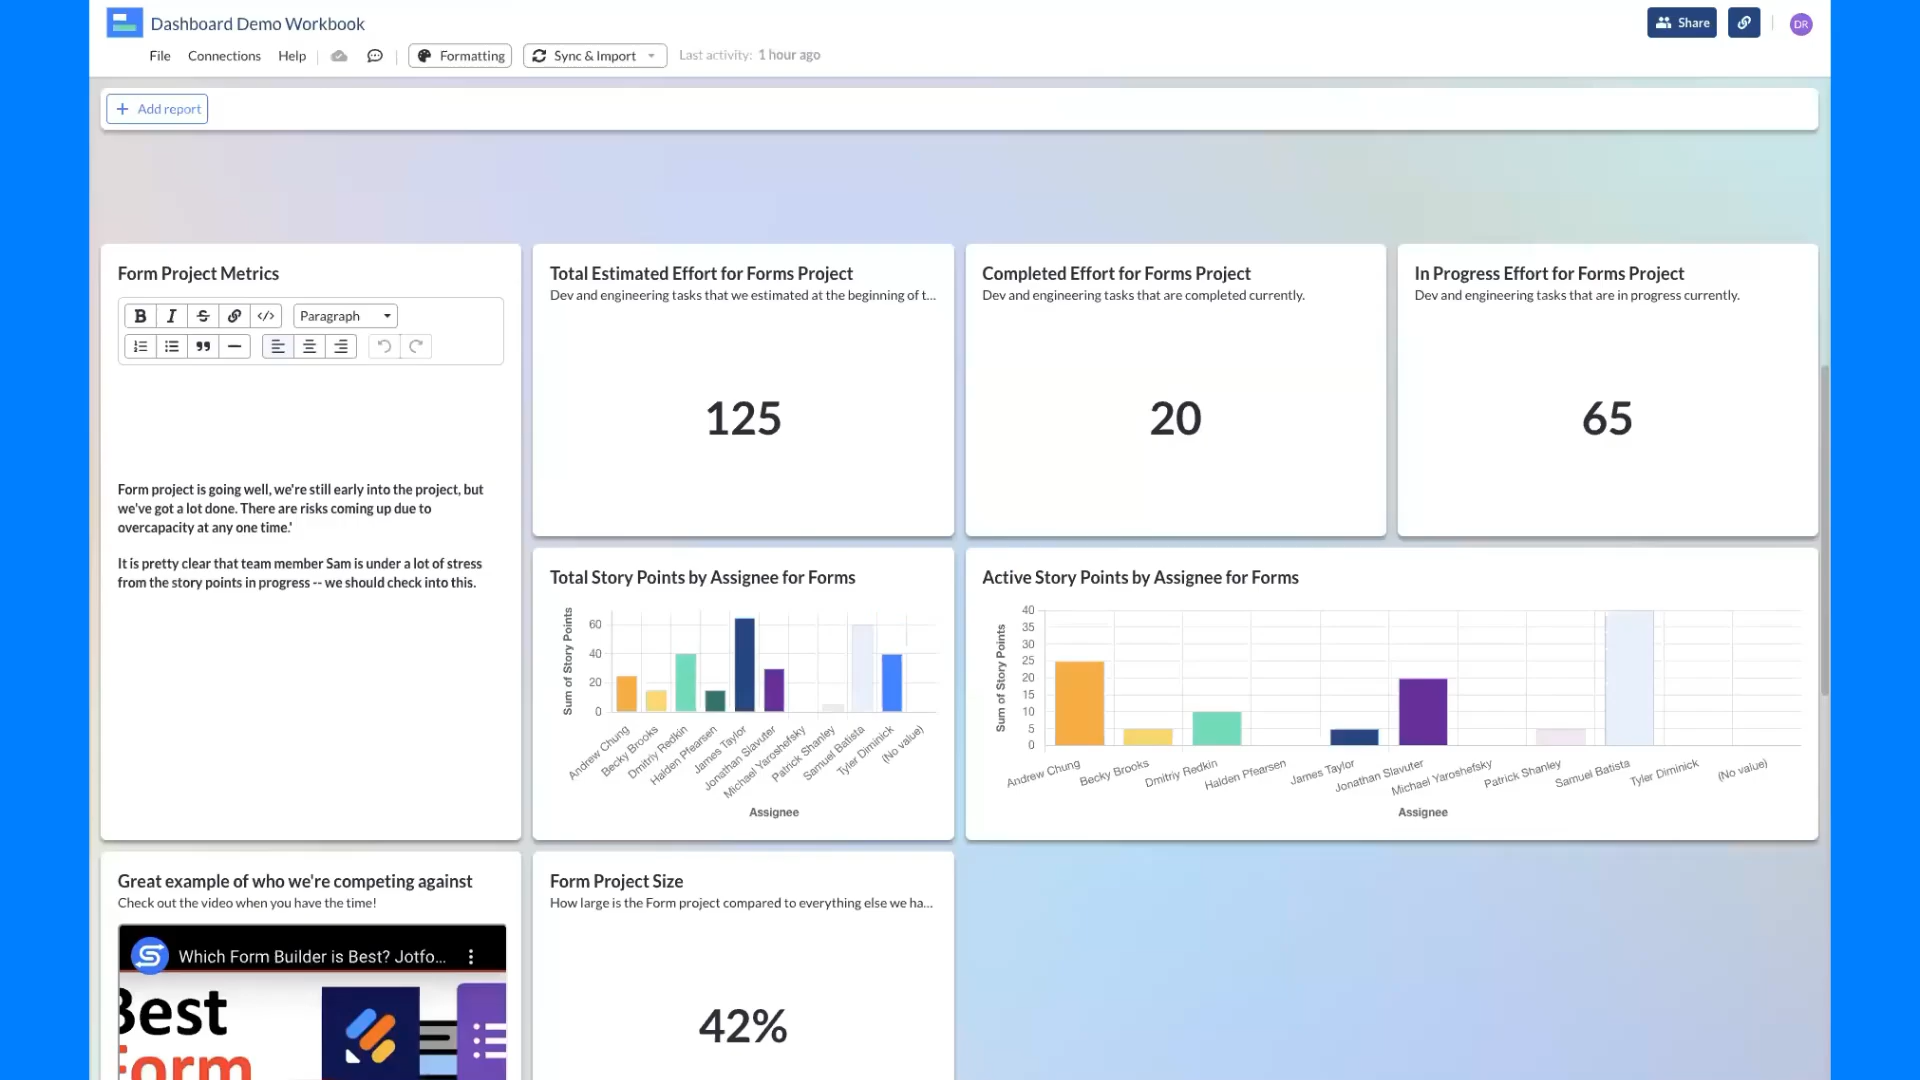 Dashboard Demo Workbook
Share
DR
File Connections Help Formatting Sync & Import Last activity: 1 hour ago
+ Add report
Form Project Metrics
Paragraph
Form project is going well, we're still early into the project, but
we've got a lot done. There are risks coming up due to
overcapacity at any one time.'
It is pretty clear that team member Sam is under a lot of stress
from the story points in progress -- we should check into this.
Total Estimated Effort for Forms Project
Dev and engineering tasks that we estimated at the beginning of t...
125
Completed Effort for Forms Project
Dev and engineering tasks that are completed currently.
20
In Progress Effort for Forms Project
Dev and engineering tasks that are in progress currently.
65
Total Story Points by Assignee for Forms
Sum of Story Points
60
40
20
0
Andrew Chung
Becky Brooks
Dmitriy Redkin
Halden Pfearsen
James Taylor
Jonathan Slavuter
Michael Yaroshefsky
Patrick Shanley
Samuel Batista
Tyler Diminick
(No value)
Assignee
Active Story Points by Assignee for Forms
Sum of Story Points
40
35
30
25
20
15
10
5
0
Andrew Chung
Becky Brooks
Dmitriy Redkin
Halden Pfearsen
James Taylor
Jonathan Slavuter
Michael Yaroshefsky
Patrick Shanley
Samuel Batista
Tyler Diminick
(No value)
Assignee
Great example of who we're competing against
Check out the video when you have the time!
Which Form Builder is Best? Jotfo...
Best
Form
Form Project Size
How large is the Form project compared to everything else we ha...
42%